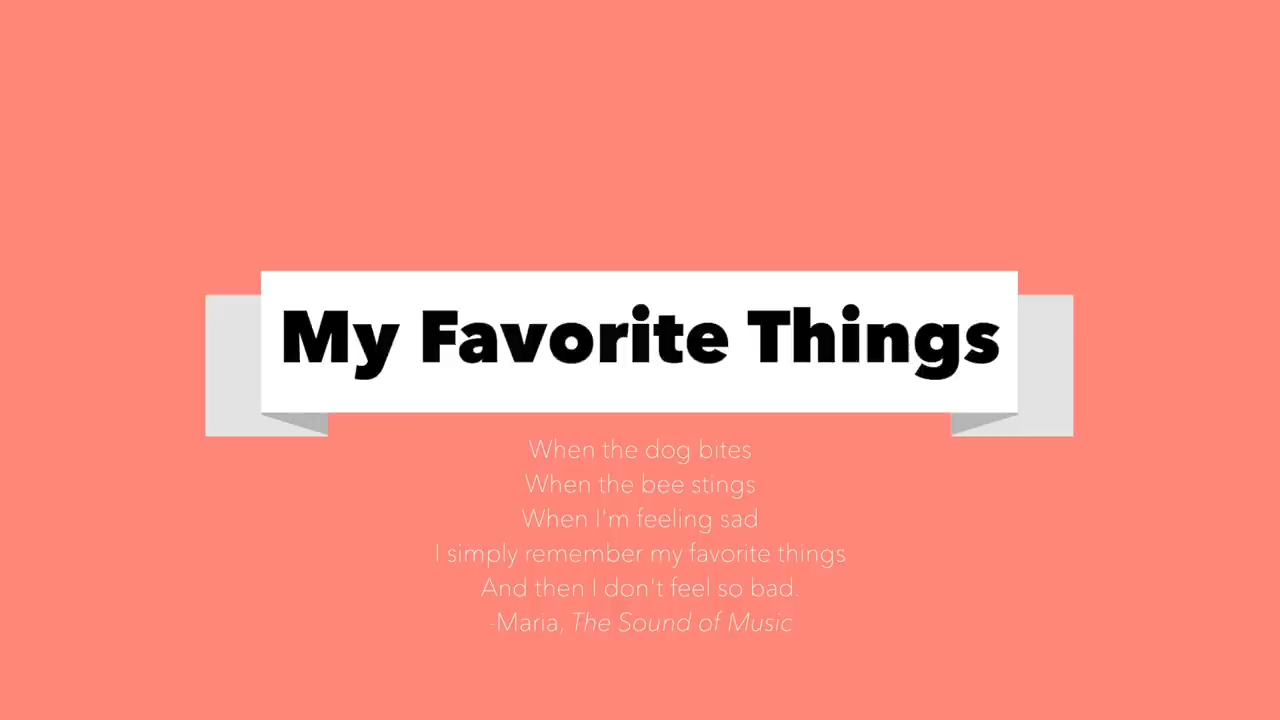 My Favorite Things
When the dog bites
When the bee stings
When I'm feeling sad
I simply remember my favorite things
And then I don't feel so bad.
-Maria, The Sound of Music